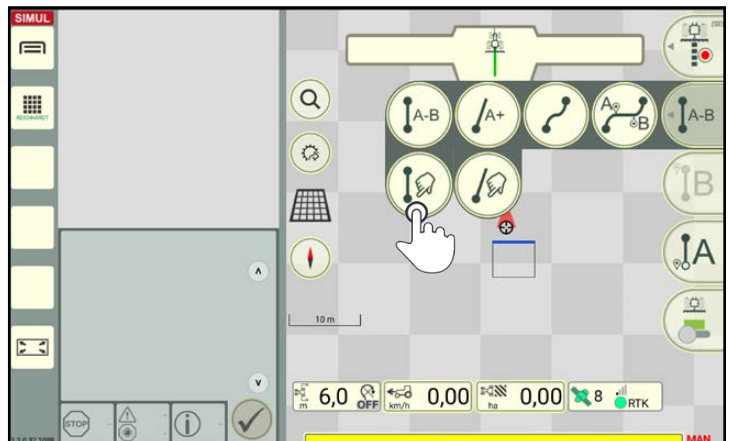 SIMUL
REICHHARDT
A-B
A+
A
B
A-B
B
A
10 m
m
6,0
OFF
km/h
0,00
ha
0,00
8
RTK
STOP
i
MAN